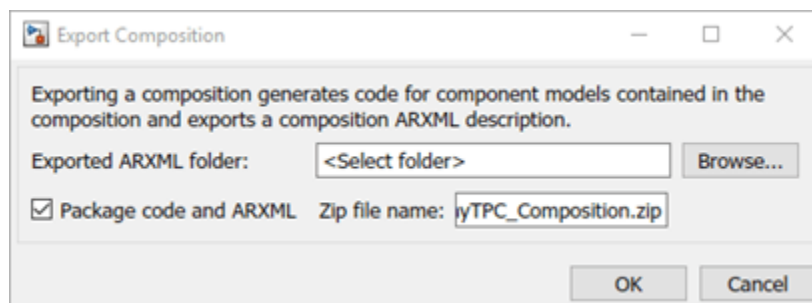 Export Composition
Exporting a composition generates code for component models contained in the
composition and exports a composition ARXML description.
Exported ARXML folder: <Select folder> Browse...
Package code and ARXML Zip file name: yTPC_Composition.zip
OK Cancel